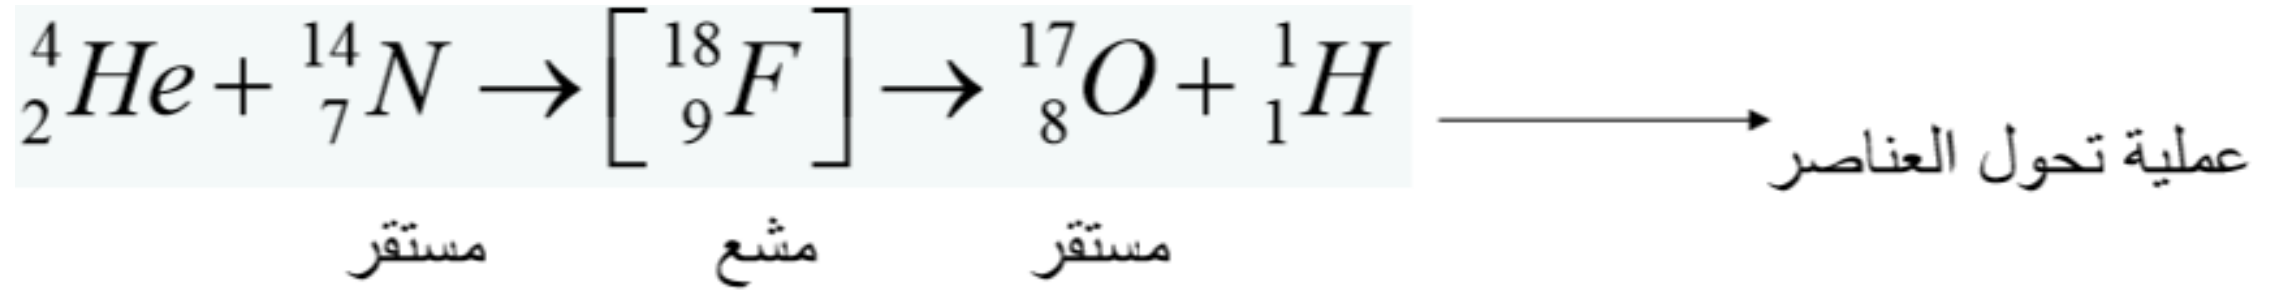 ⁴₂He + ¹⁴₇N → [ ¹⁸₉F ] → ¹⁷₈O + ¹₁H
عملية تحول العناصر
مستقر مشع مستقر